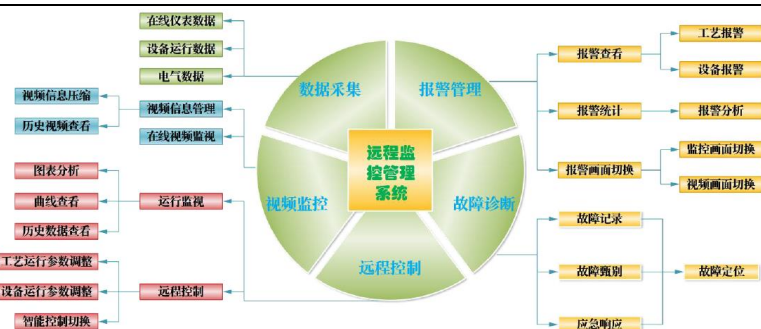 在线仪表数据
设备运行数据
电气数据
视频信息压缩
历史视频查看
视频信息管理
在线视频监视
图表分析
曲线查看
历史数据查看
运行监视
工艺运行参数调整
设备运行参数调整
智能控制切换
远程控制
数据采集
报警管理
视频监控
故障诊断
远程控制
远程监
控管理
系统
报警查看
工艺报警
设备报警
报警统计
报警分析
报警画面切换
监控画面切换
视频画面切换
故障记录
故障甄别
应急响应
故障定位